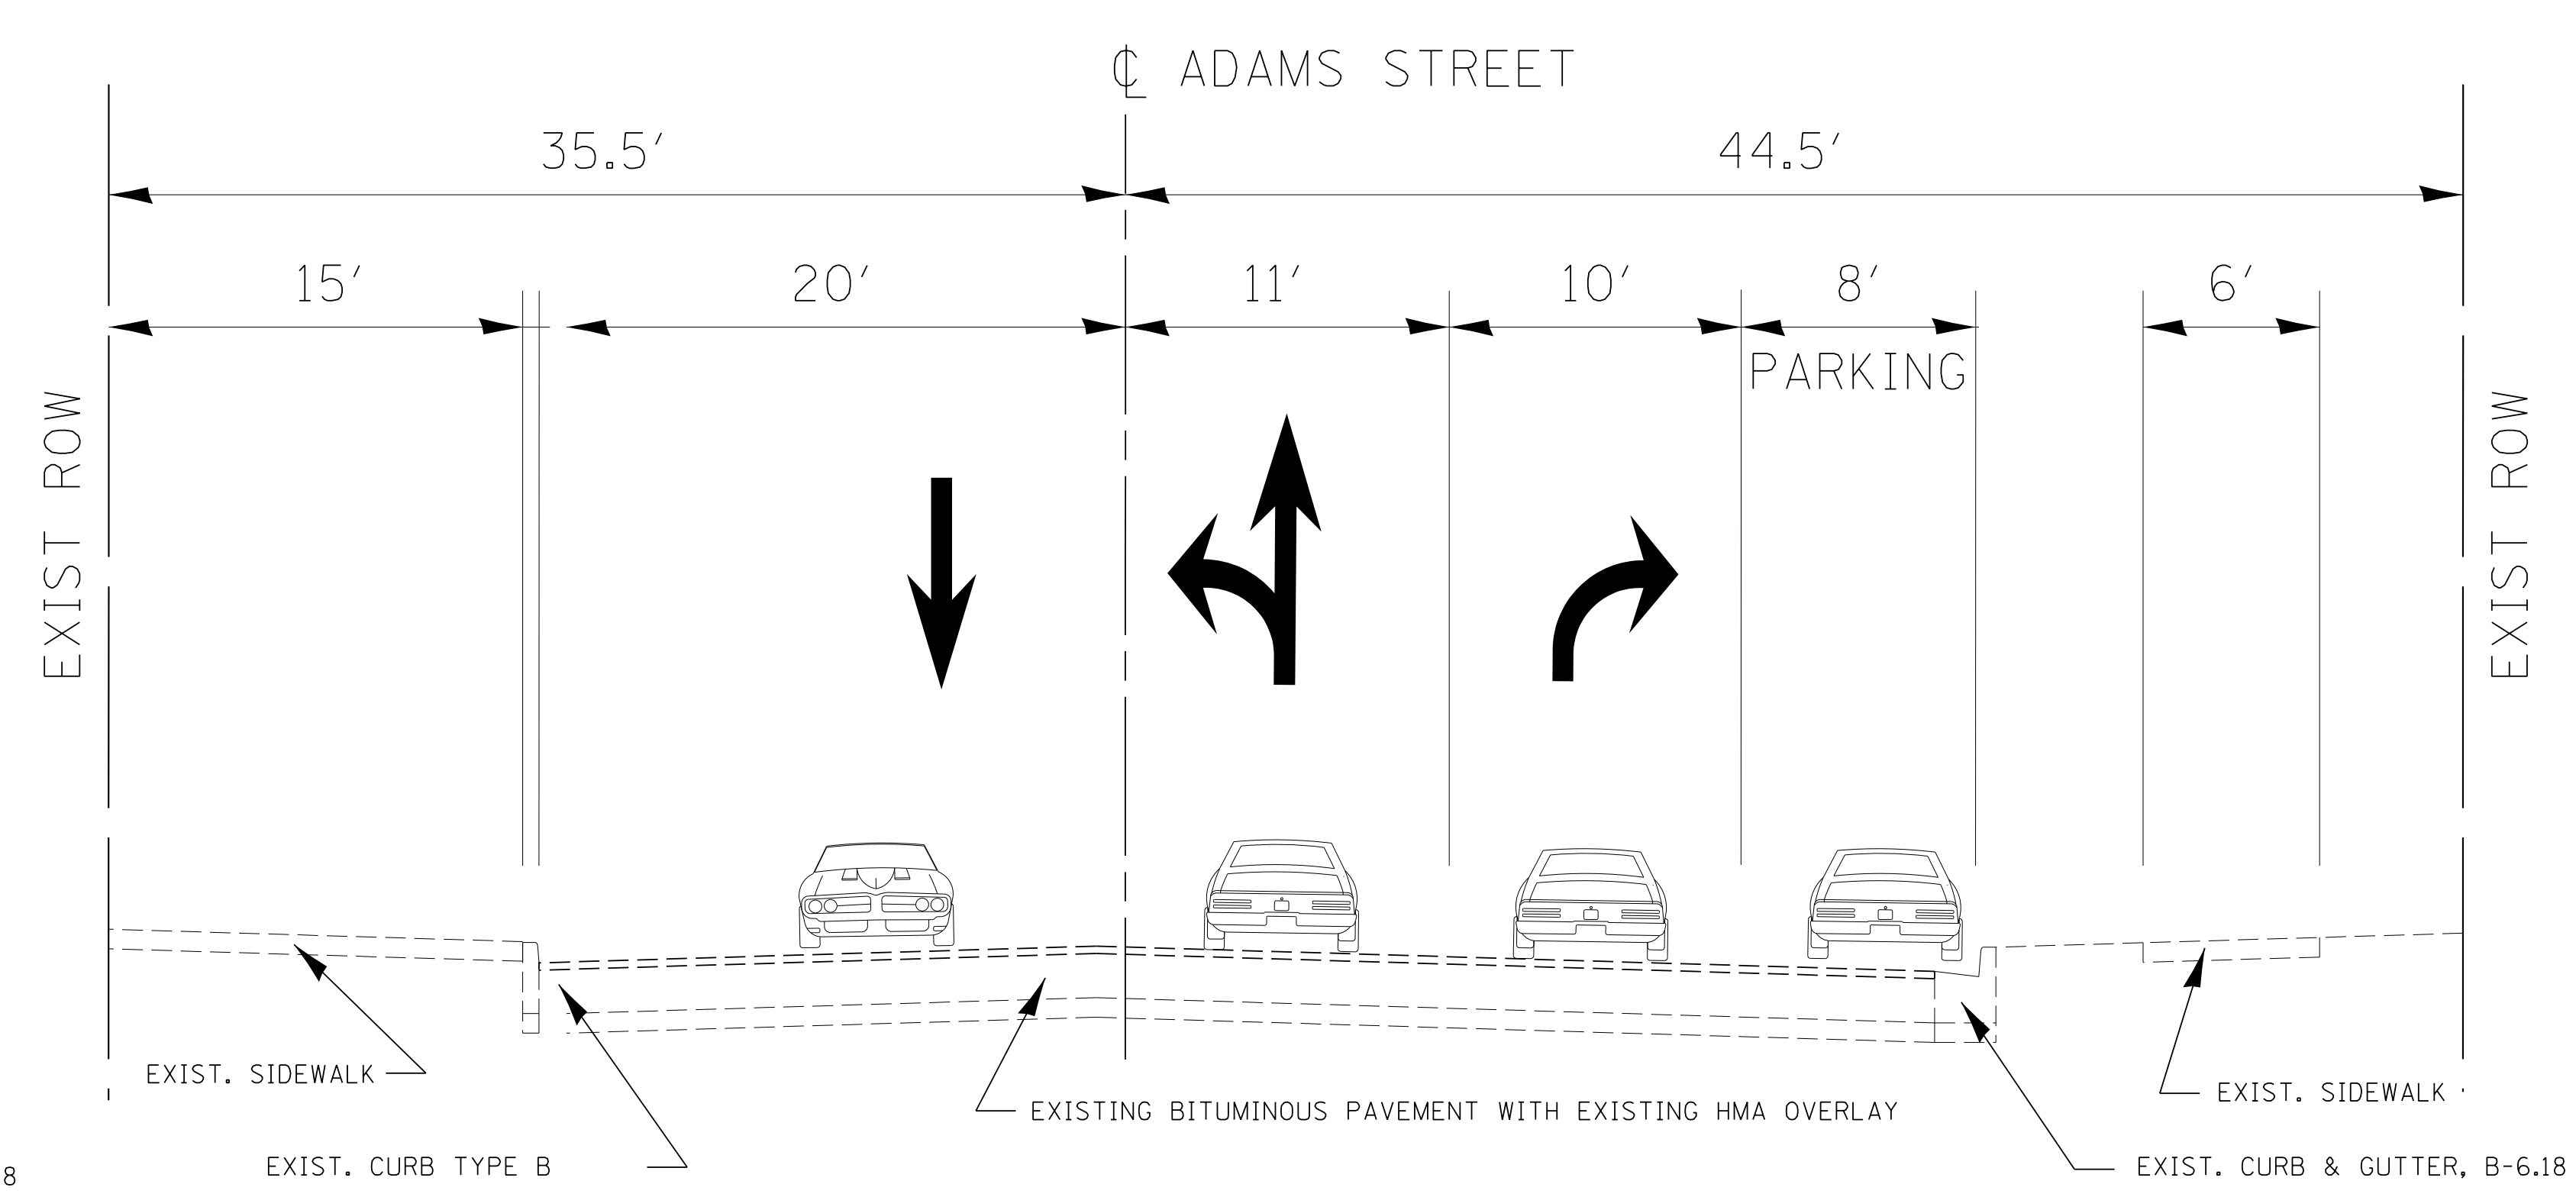 ℄ ADAMS STREET
35.5′ 44.5′
15′ 20′ 11′ 10′ 8′ 6′
PARKING
EXIST ROW
EXIST ROW
EXIST. SIDEWALK
EXISTING BITUMINOUS PAVEMENT WITH EXISTING HMA OVERLAY
EXIST. SIDEWALK
EXIST. CURB TYPE B
EXIST. CURB & GUTTER, B-6.18
8